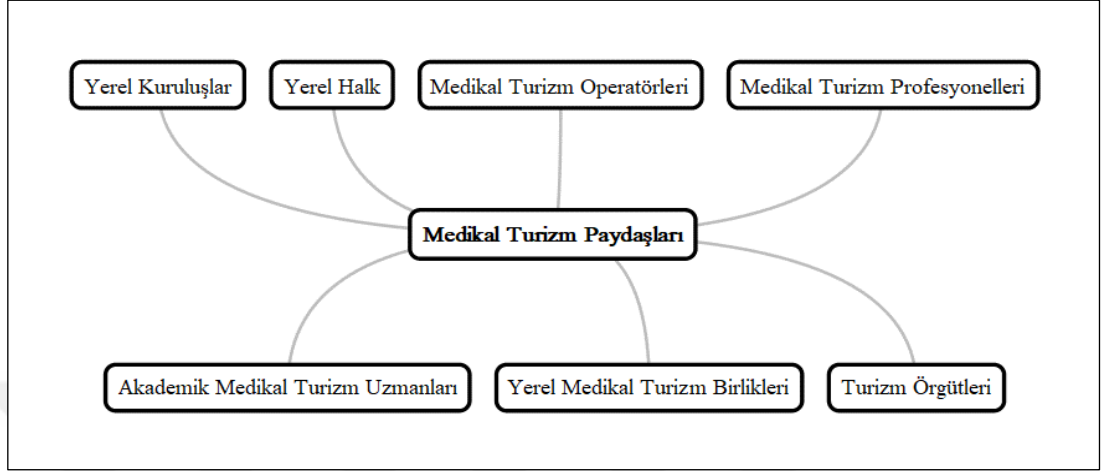 Yerel Kuruluşlar
Yerel Halk
Medikal Turizm Operatörleri
Medikal Turizm Profesyonelleri
Medikal Turizm Paydaşları
Akademik Medikal Turizm Uzmanları
Yerel Medikal Turizm Birlikleri
Turizm Örgütleri